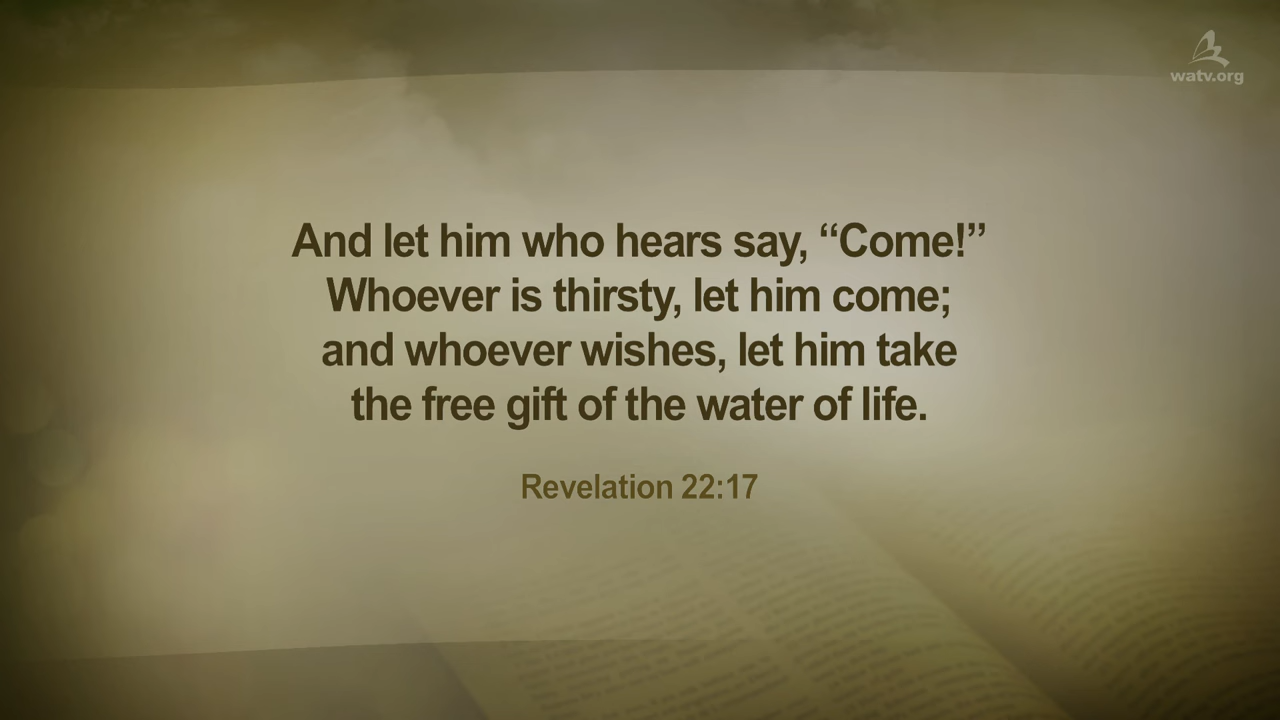 watv.org
And let him who hears say, “Come!”
Whoever is thirsty, let him come;
and whoever wishes, let him take
the free gift of the water of life.
Revelation 22:17